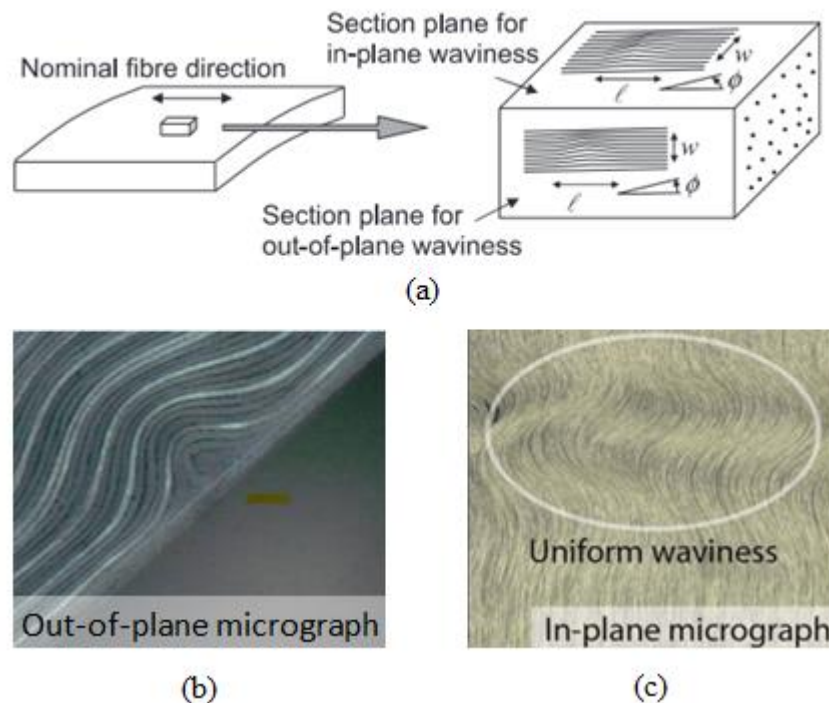 Section plane for
in-plane waviness
Nominal fibre direction
w
ℓ
ϕ
w
ℓ
ϕ
Section plane for
out-of-plane waviness
(a)
Uniform waviness
Out-of-plane micrograph
In-plane micrograph
(b)
(c)